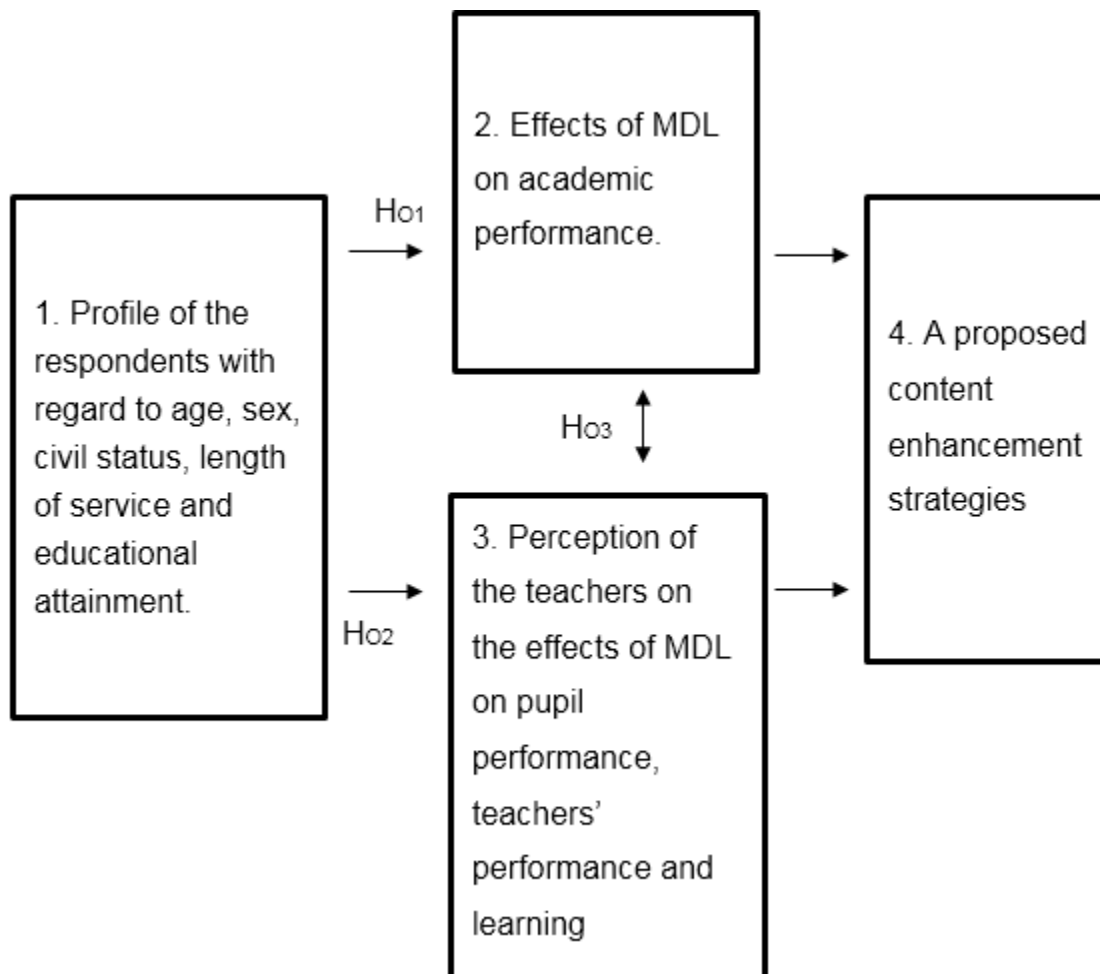 1. Profile of the
respondents with
regard to age, sex,
civil status, length
of service and
educational
attainment.
HO1
HO2
2. Effects of MDL
on academic
performance.
HO3
3. Perception of
the teachers on
the effects of MDL
on pupil
performance,
teachers’
performance and
learning
4. A proposed
content
enhancement
strategies